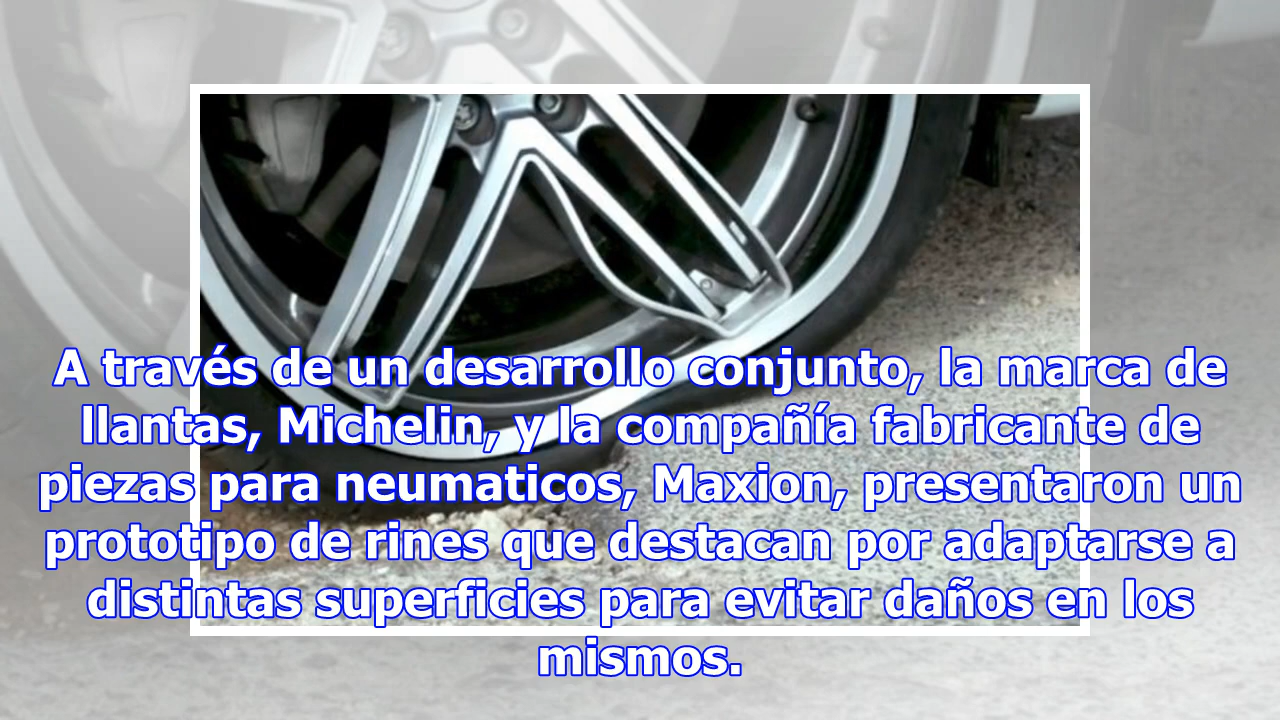 A través de un desarrollo conjunto, la marca de
llantas, Michelin, y la compañía fabricante de
piezas para neumaticos, Maxion, presentaron un
prototipo de rines que destacan por adaptarse a
distintas superficies para evitar daños en los
mismos.